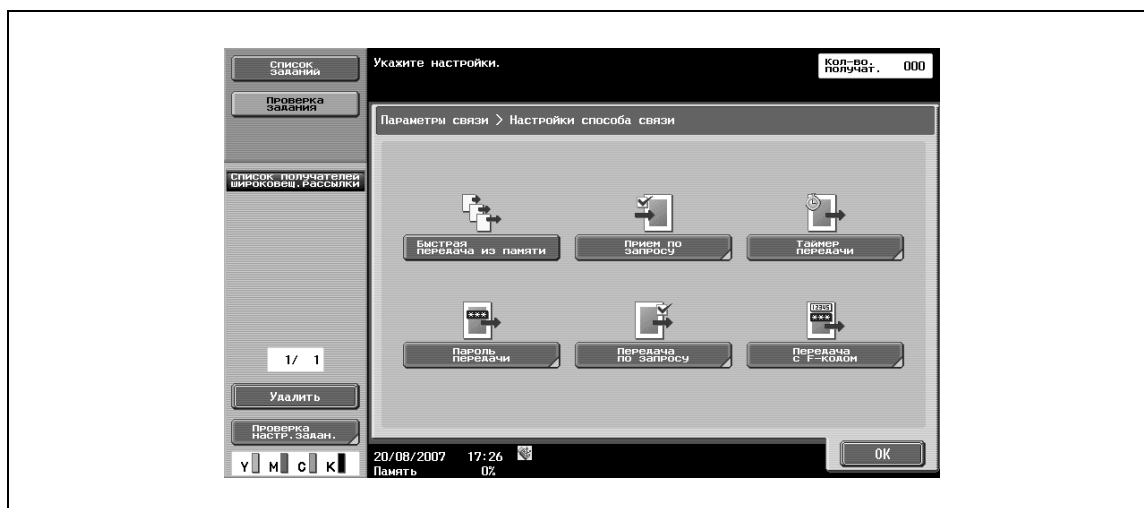 Список
заданий
Укажите настройки.
Кол-во.
получат.
000
Проверка
задания
Параметры связи > Настройки способа связи
Список получателей
широковещ.рассылки
Быстрая
передача из памяти
Прием по
запросу
Таймер
передачи
12345
***
***
Пароль
передачи
Передача
по запросу
Передача
с F-кодом
1/ 1
Удалить
Проверка
настр.задан.
Y M C K
20/08/2007 17:26
Память 0%
OK